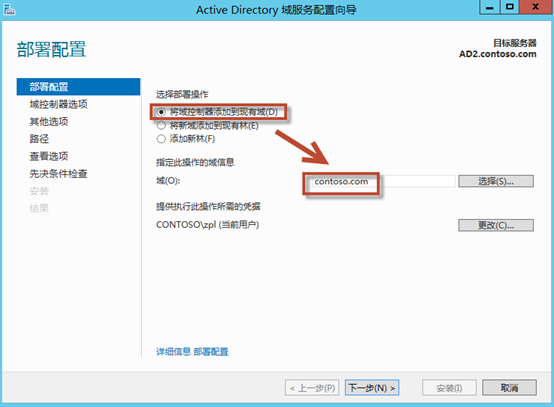 Active Directory 域服务配置向导
部署配置
目标服务器
AD2.contoso.com
部署配置
域控制器选项
其他选项
路径
查看选项
先决条件检查
安装
结果
选择部署操作
将域控制器添加到现有域(D)
将新域添加到现有林(E)
添加新林(F)
指定此操作的域信息
域(O):
contoso.com
选择(S)...
提供执行此操作所需的凭据
CONTOSO\zpl (当前用户)
更改(C)...
详细信息 部署配置
< 上一步(P)
下一步(N) >
安装(I)
取消